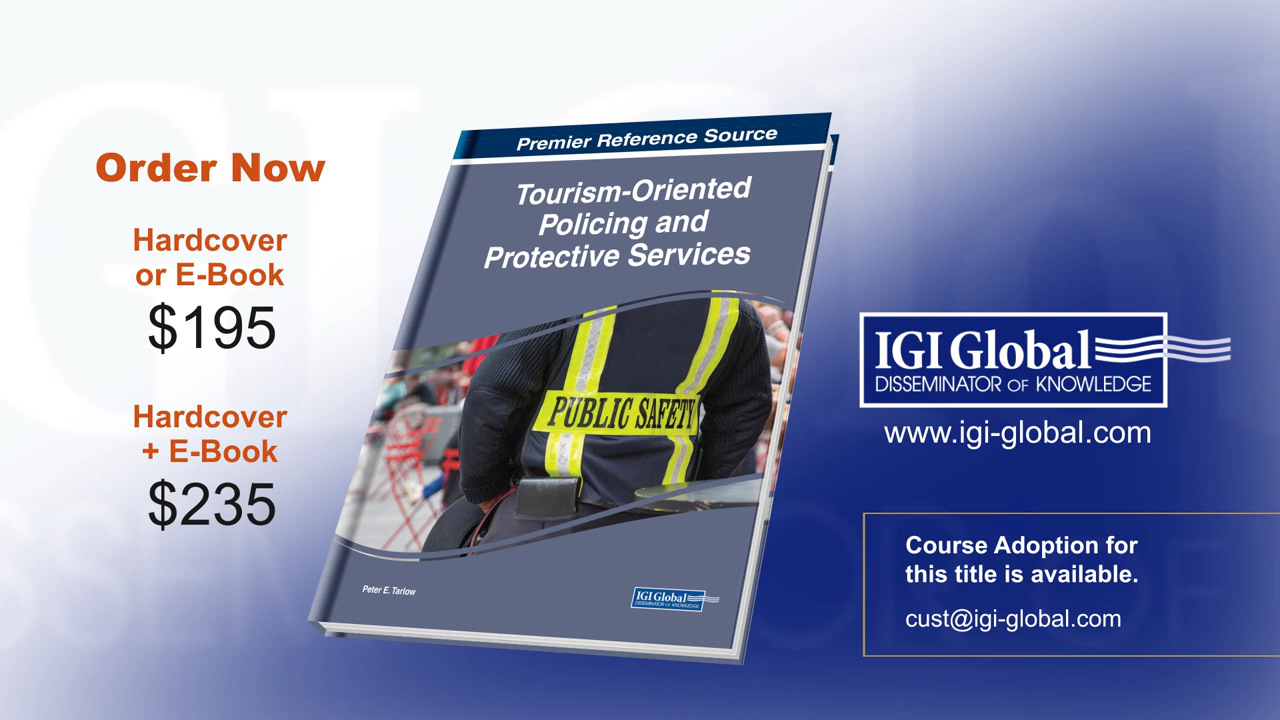 Order Now
Hardcover
or E-Book
$195
Hardcover
+ E-Book
$235
Premier Reference Source
Tourism-Oriented
Policing and
Protective Services
PUBLIC SAFETY
Peter E. Tarlow
IGI Global
DISSEMINATOR OF KNOWLEDGE
IGI Global
DISSEMINATOR OF KNOWLEDGE
www.igi-global.com
Course Adoption for
this title is available.
cust@igi-global.com